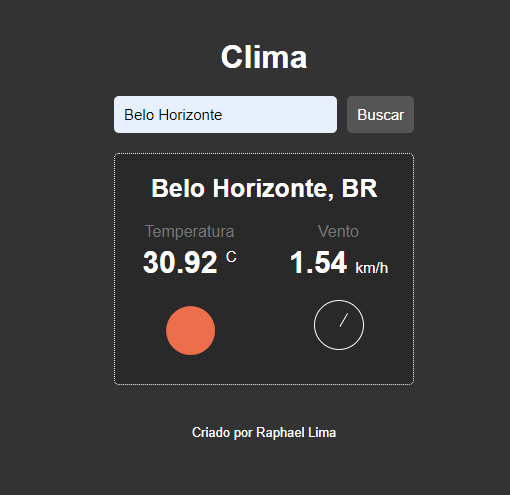 Clima
Belo Horizonte Buscar
Belo Horizonte, BR
Temperatura Vento
30.92 C 1.54 km/h
Criado por Raphael Lima